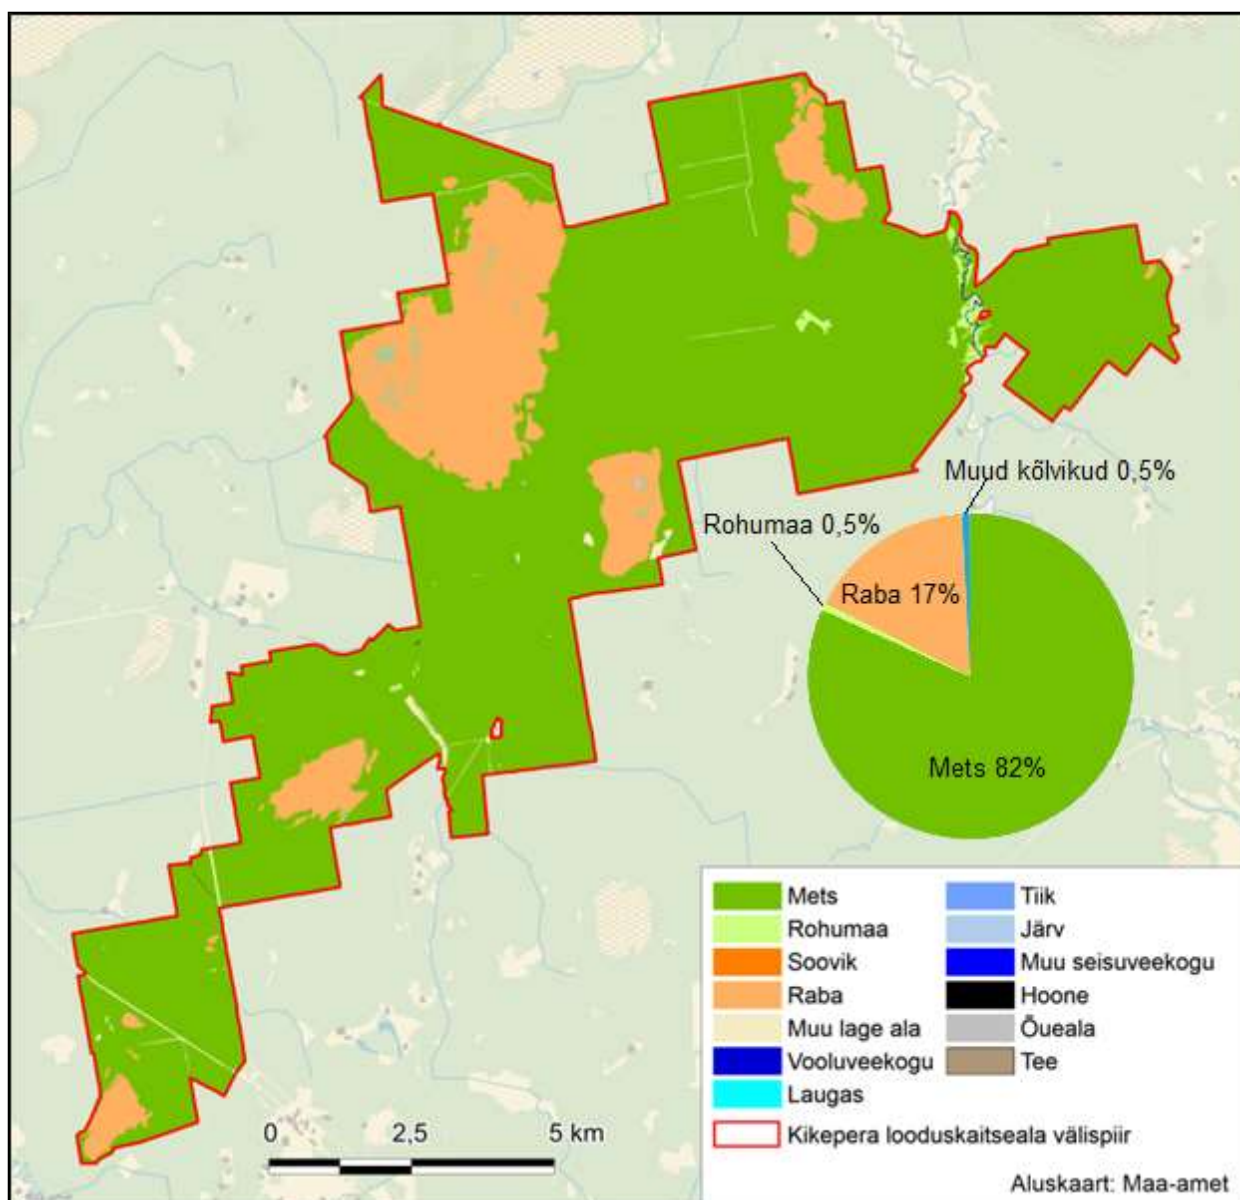 Muud kõlvikud 0,5%
Rohumaa 0,5%
Raba 17%
Mets 82%
Mets
Rohumaa
Soovik
Raba
Muu lage ala
Vooluveekogu
Laugas
Tiik
Järv
Muu seisuveekogu
Hoone
Õueala
Tee
Kikepera looduskaitseala välispiir
0 2,5 5 km
Aluskaart: Maa-amet